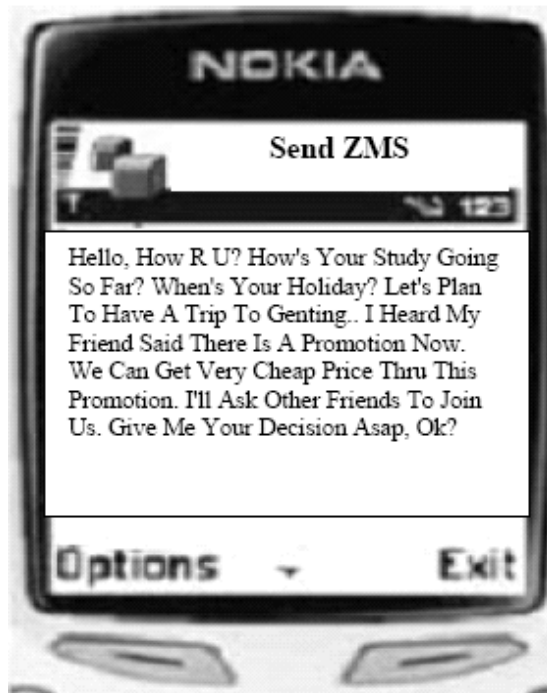 NOKIA
Send ZMS
123
Hello, How R U? How's Your Study Going
So Far? When's Your Holiday? Let's Plan
To Have A Trip To Genting.. I Heard My
Friend Said There Is A Promotion Now.
We Can Get Very Cheap Price Thru This
Promotion. I'll Ask Other Friends To Join
Us. Give Me Your Decision Asap, Ok?
Options Exit